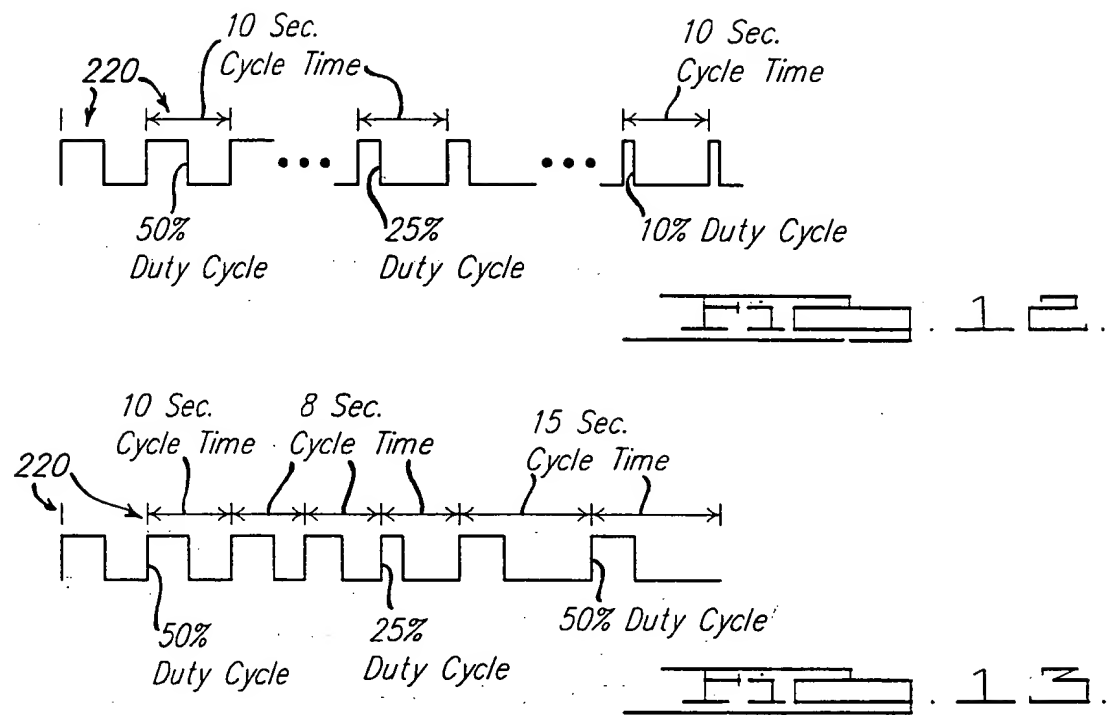 10 Sec.
Cycle Time
10 Sec.
Cycle Time
220
50%
Duty Cycle
25%
Duty Cycle
10% Duty Cycle
Fig. 12.
10 Sec.
Cycle Time
8 Sec.
Cycle Time
15 Sec.
Cycle Time
220
50%
Duty Cycle
25%
Duty Cycle
50% Duty Cycle
Fig. 13.